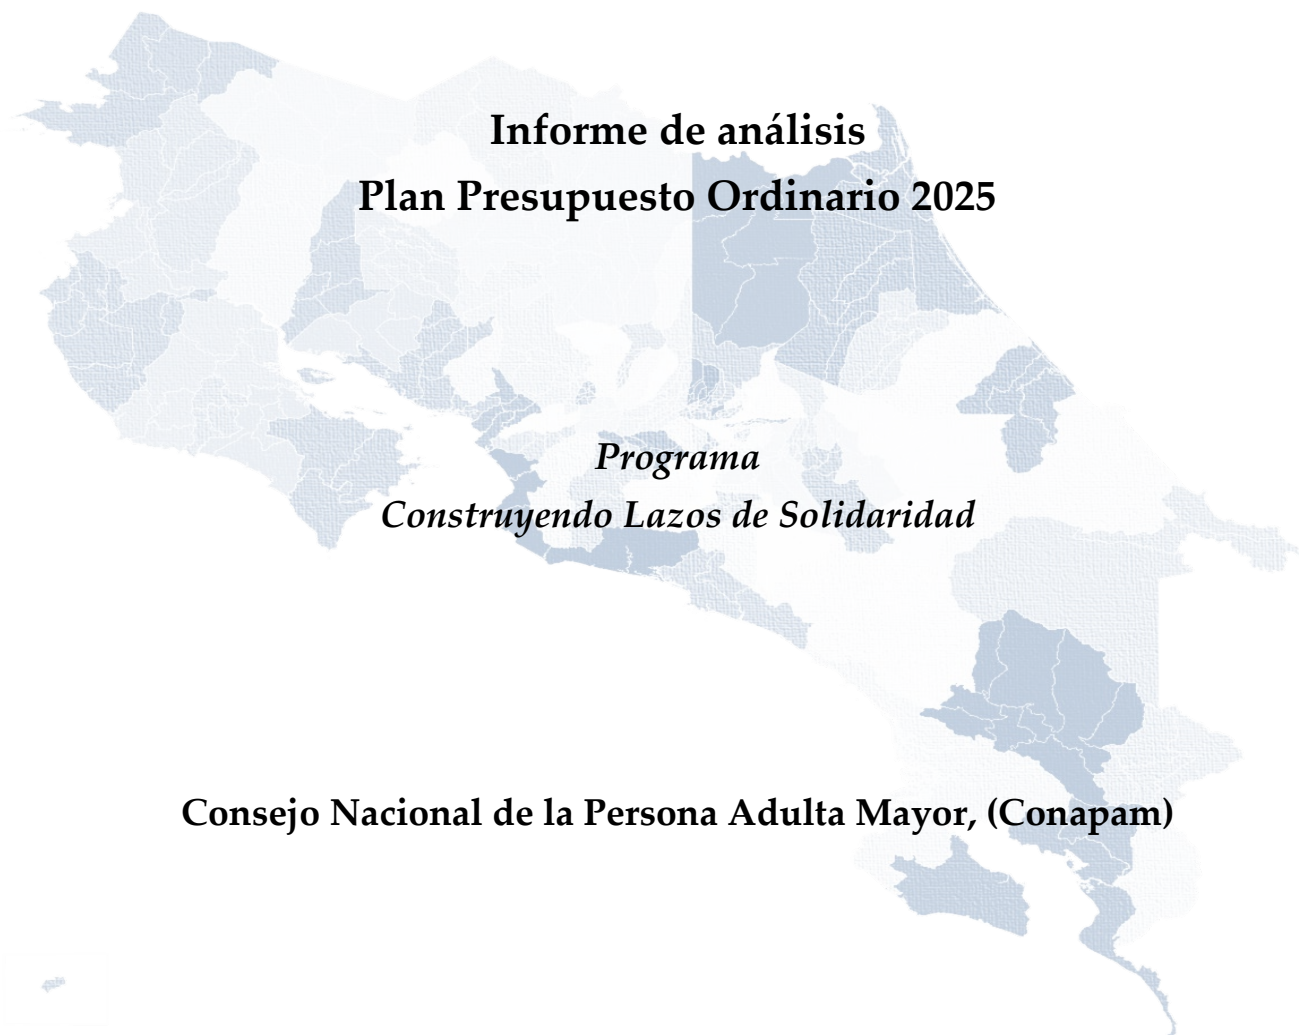 Informe de análisis
Plan Presupuesto Ordinario 2025
Programa
Construyendo Lazos de Solidaridad
Consejo Nacional de la Persona Adulta Mayor, (Conapam)